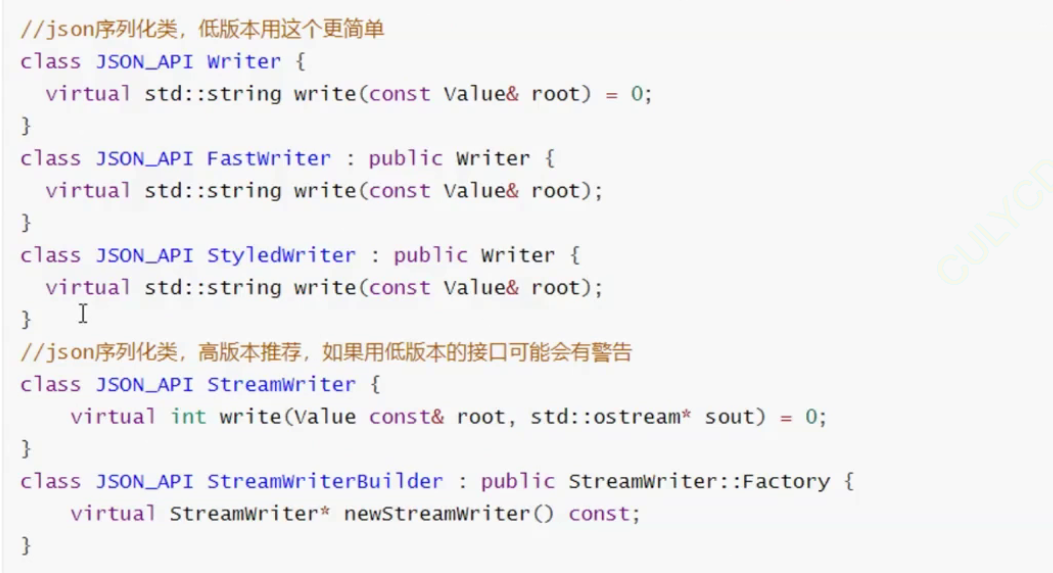 //json序列化类，低版本用这个更简单
class JSON_API Writer {
  virtual std::string write(const Value& root) = 0;
}
class JSON_API FastWriter : public Writer {
  virtual std::string write(const Value& root);
}
class JSON_API StyledWriter : public Writer {
  virtual std::string write(const Value& root);
}
//json序列化类，高版本推荐，如果用低版本的接口可能会有警告
class JSON_API StreamWriter {
    virtual int write(Value const& root, std::ostream* sout) = 0;
}
class JSON_API StreamWriterBuilder : public StreamWriter::Factory {
    virtual StreamWriter* newStreamWriter() const;
}